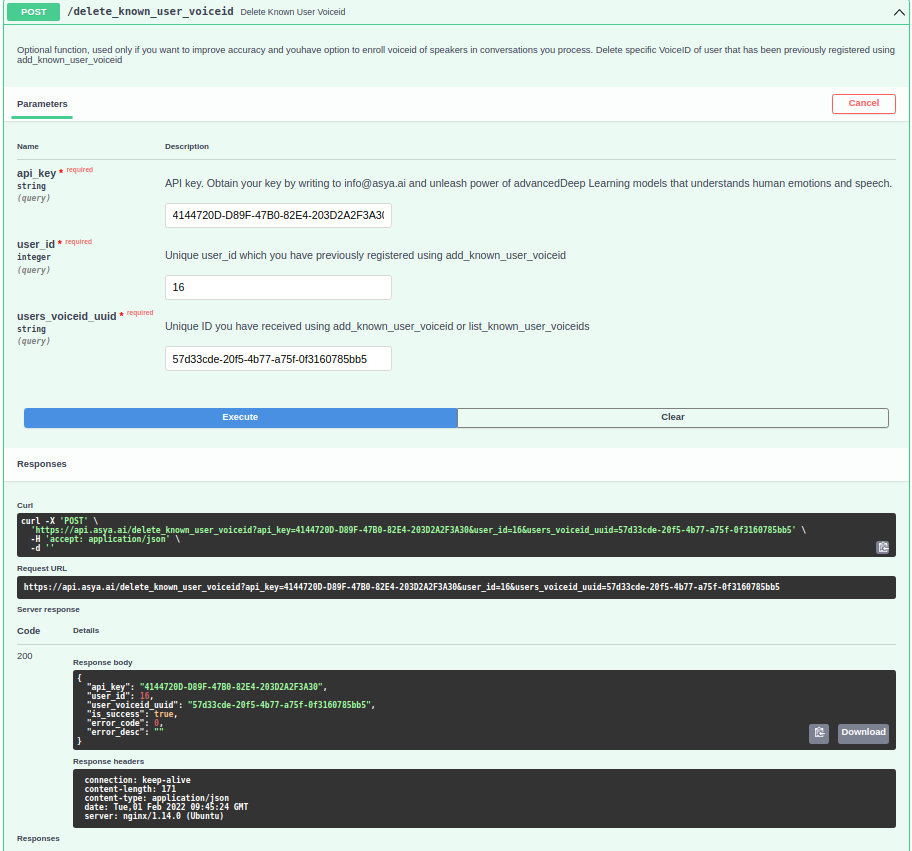 POST /delete_known_user_voiceid Delete Known User Voiceid
Optional function, used only if you want to improve accuracy and youhave option to enroll voiceid of speakers in conversations you process. Delete specific VoiceID of user that has been previously registered using
add_known_user_voiceid
Parameters
Cancel
Name Description
api_key * required
string
(query)
API key. Obtain your key by writing to info@asya.ai and unleash power of advancedDeep Learning models that understands human emotions and speech.
4144720D-D89F-47B0-82E4-203D2A2F3A30
user_id * required
integer
(query)
Unique user_id which you have previously registered using add_known_user_voiceid
16
users_voiceid_uuid * required
string
(query)
Unique ID you have received using add_known_user_voiceid or list_known_user_voiceids
57d33cde-20f5-4b77-a75f-0f3160785bb5
Execute Clear
Responses
Curl
curl -X 'POST' \
'https://api.asya.ai/delete_known_user_voiceid?api_key=4144720D-D89F-47B0-82E4-203D2A2F3A30&user_id=16&users_voiceid_uuid=57d33cde-20f5-4b77-a75f-0f3160785bb5' \
-H 'accept: application/json' \
-d ''
Request URL
https://api.asya.ai/delete_known_user_voiceid?api_key=4144720D-D89F-47B0-82E4-203D2A2F3A30&user_id=16&users_voiceid_uuid=57d33cde-20f5-4b77-a75f-0f3160785bb5
Server response
Code Details
200
Response body
{
"api_key": "4144720D-D89F-47B0-82E4-203D2A2F3A30",
"user_id": 16,
"user_voiceid_uuid": "57d33cde-20f5-4b77-a75f-0f3160785bb5",
"is_success": true,
"error_code": 0,
"error_desc": ""
}
Download
Response headers
connection: keep-alive
content-length: 171
content-type: application/json
date: Tue,01 Feb 2022 09:45:24 GMT
server: nginx/1.14.0 (Ubuntu)
Responses